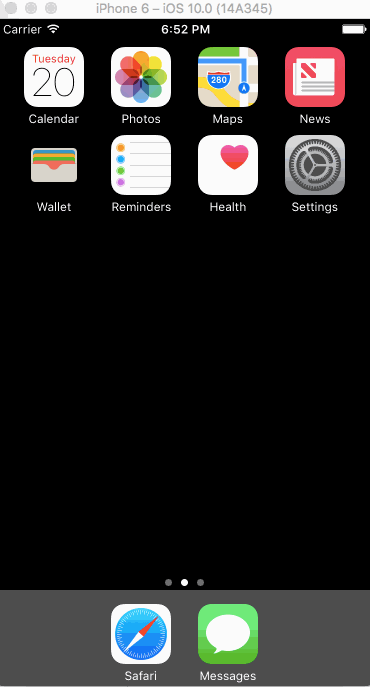 iPhone 6 – iOS 10.0 (14A345)
Carrier 6:52 PM
Tuesday
20
280
Calendar Photos Maps News
Wallet Reminders Health Settings
Safari Messages